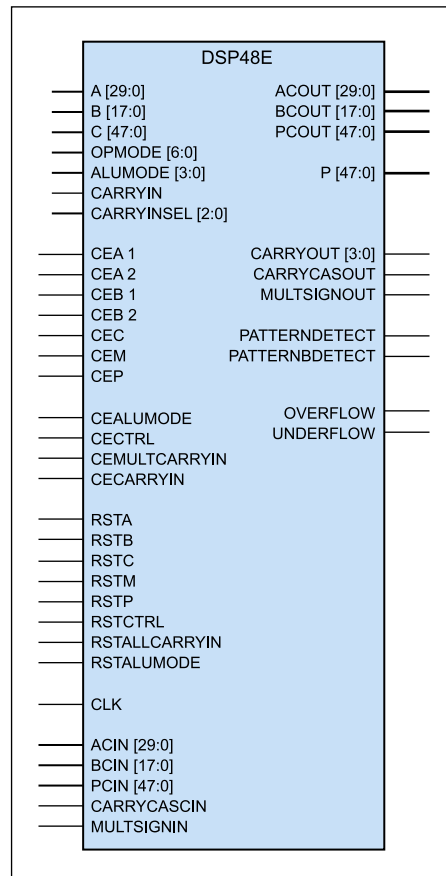 DSP48E
A [29:0] ACOUT [29:0]
B [17:0] BCOUT [17:0]
C [47:0] PCOUT [47:0]
OPMODE [6:0]
ALUMODE [3:0] P [47:0]
CARRYIN
CARRYINSEL [2:0]
CEA 1 CARRYOUT [3:0]
CEA 2 CARRYCASOUT
CEB 1 MULTSIGNOUT
CEB 2
CEC PATTERNDETECT
CEM PATTERNBDETECT
CEP
CEALUMODE OVERFLOW
CECTRL UNDERFLOW
CEMULTCARRYIN
CECARRYIN
RSTA
RSTB
RSTC
RSTM
RSTP
RSTCTRL
RSTALLCARRYIN
RSTALUMODE
CLK
ACIN [29:0]
BCIN [17:0]
PCIN [47:0]
CARRYCASCIN
MULTSIGNIN